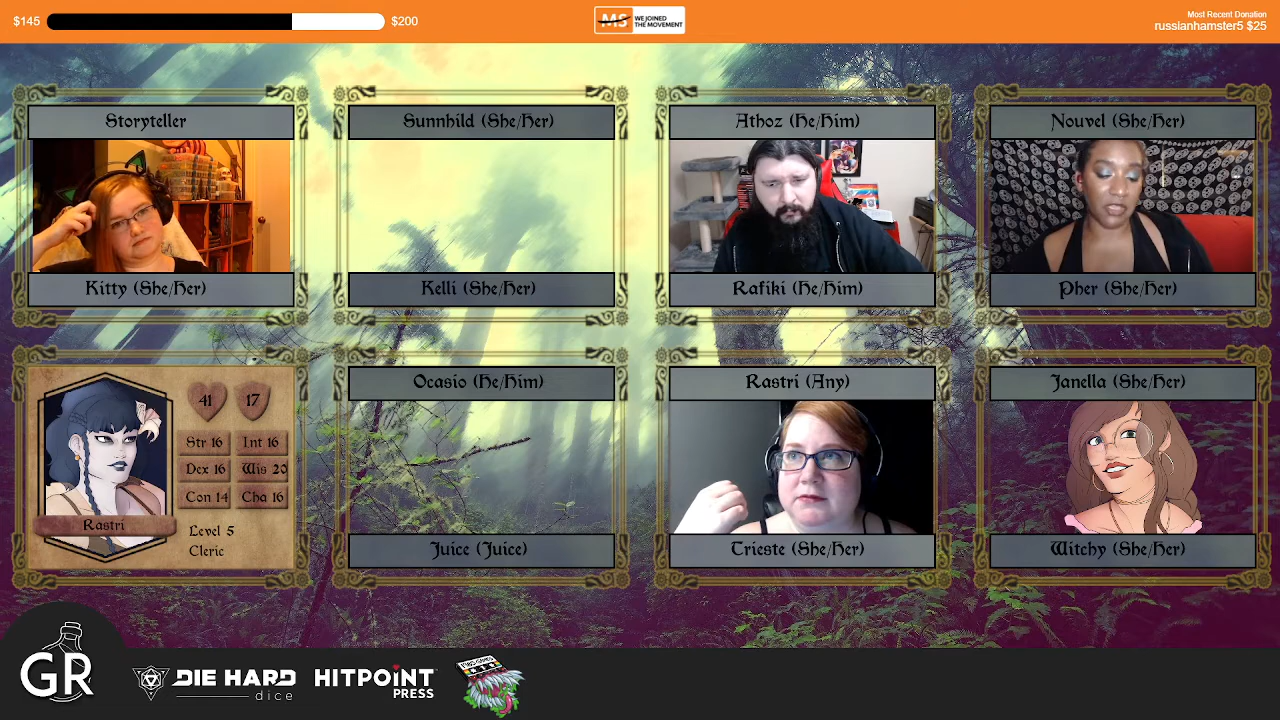 $145
$200
MS WE JOINED
THE MOVEMENT
Most Recent Donation
russianhamster5 $25
Storyteller
Sunnhild (She/Her)
Athoz (He/Him)
Nouvel (She/Her)
Kitty (She/Her)
Kelli (She/Her)
Rafiki (He/Him)
Pher (She/Her)
41
17
Str 16
Int 16
Dex 16
Wis 20
Con 14
Cha 16
Rastri
Level 5
Cleric
Ocasio (He/Him)
Rastri (Any)
Janella (She/Her)
Juice (Juice)
Trieste (She/Her)
Witchy (She/Her)
GR
DIE HARD
dice
HITPOINT
PRESS